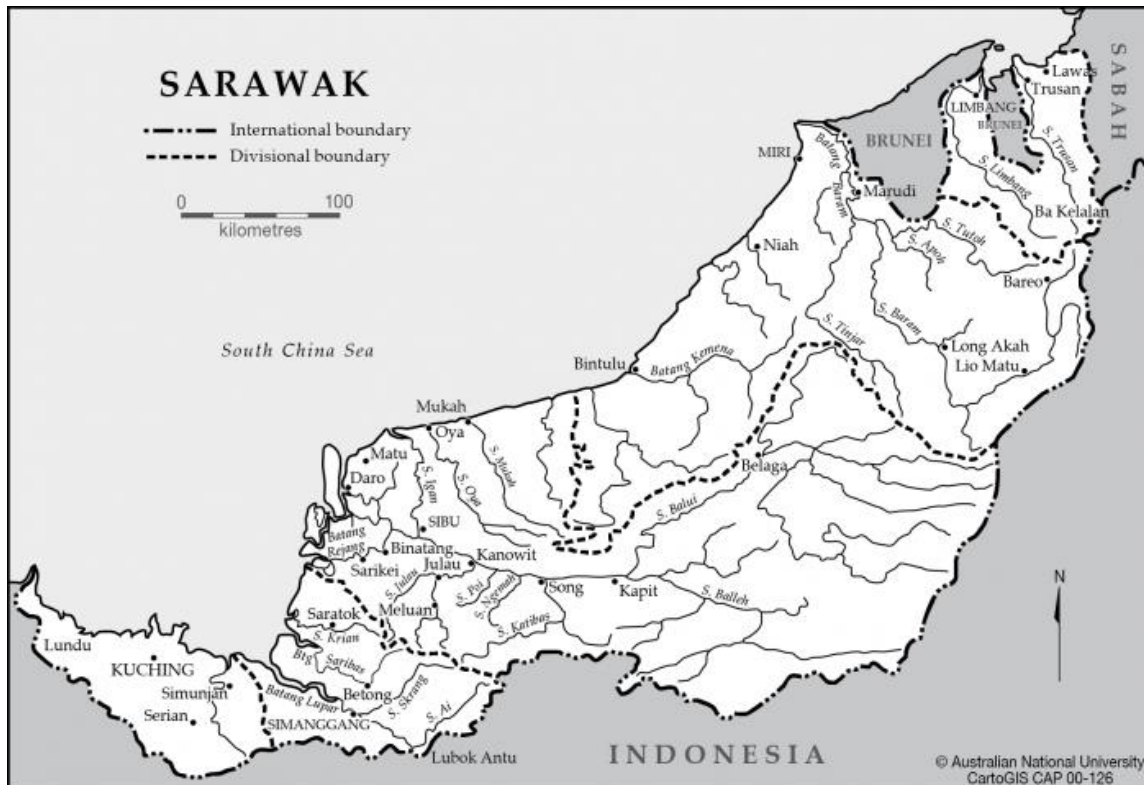 SARAWAK
International boundary
Divisional boundary
0 100
kilometres
South China Sea
SABAH
Lawas
Trusan
LIMBANG
BRUNEI
BRUNEI
S. Trusan
S. Limbang
MIRI
Batang
Baram
Marudi
Ba Kelalan
Niah
S. Tutoh
S. Apoh
Bareo
S. Baram
S. Tinjar
Long Akah
Lio Matu
Bintulu
Batang Kemena
Mukah
Oya
Matu
Daro
S. Igan
S. Oya
S. Mukah
Belaga
S. Balui
SIBU
Batang
Rejang
Binatang
Sarikei
Julau
Kanowit
S. Julau
S. Poi
S. Ngemah
Song
Kapit
S. Balleh
Meluan
S. Katibas
Saratok
S. Krian
Btg Saribas
Betong
S. Skrang
S. Ai
Batang Lupar
SIMANGGANG
Lubok Antu
Lundu
KUCHING
Simunjan
Serian
N
INDONESIA
© Australian National University
CartoGIS CAP 00-126